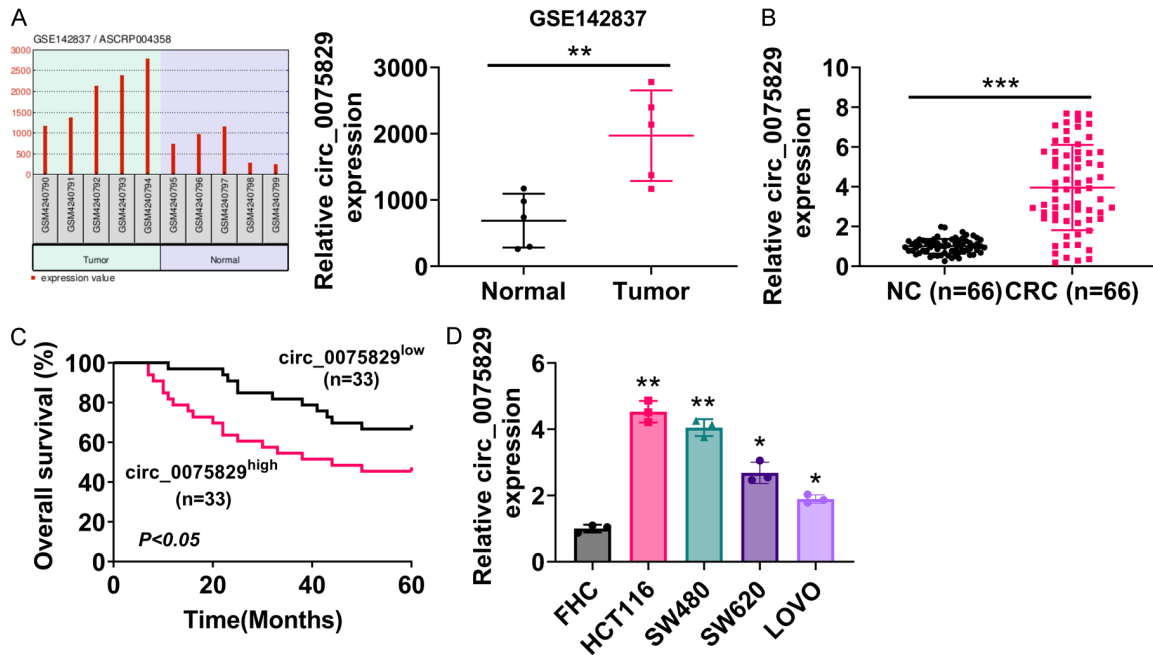 A
GSE142837 / ASCRP004358
3000
2500
2000
1500
1000
500
0
GSM4240790
GSM4240791
GSM4240792
GSM4240793
GSM4240794
GSM4240795
GSM4240796
GSM4240797
GSM4240798
GSM4240799
Tumor
Normal
expression value
GSE142837
**
Relative circ_0075829
expression
3000
2000
1000
0
Normal
Tumor
B
***
Relative circ_0075829
expression
10
8
6
4
2
0
NC (n=66)
CRC (n=66)
C
Overall survival (%)
100
80
60
40
20
0
circ_0075829low
(n=33)
circ_0075829high
(n=33)
P<0.05
0
20
40
60
Time(Months)
D
Relative circ_0075829
expression
6
4
2
0
**
**
*
*
FHC
HCT116
SW480
SW620
LOVO